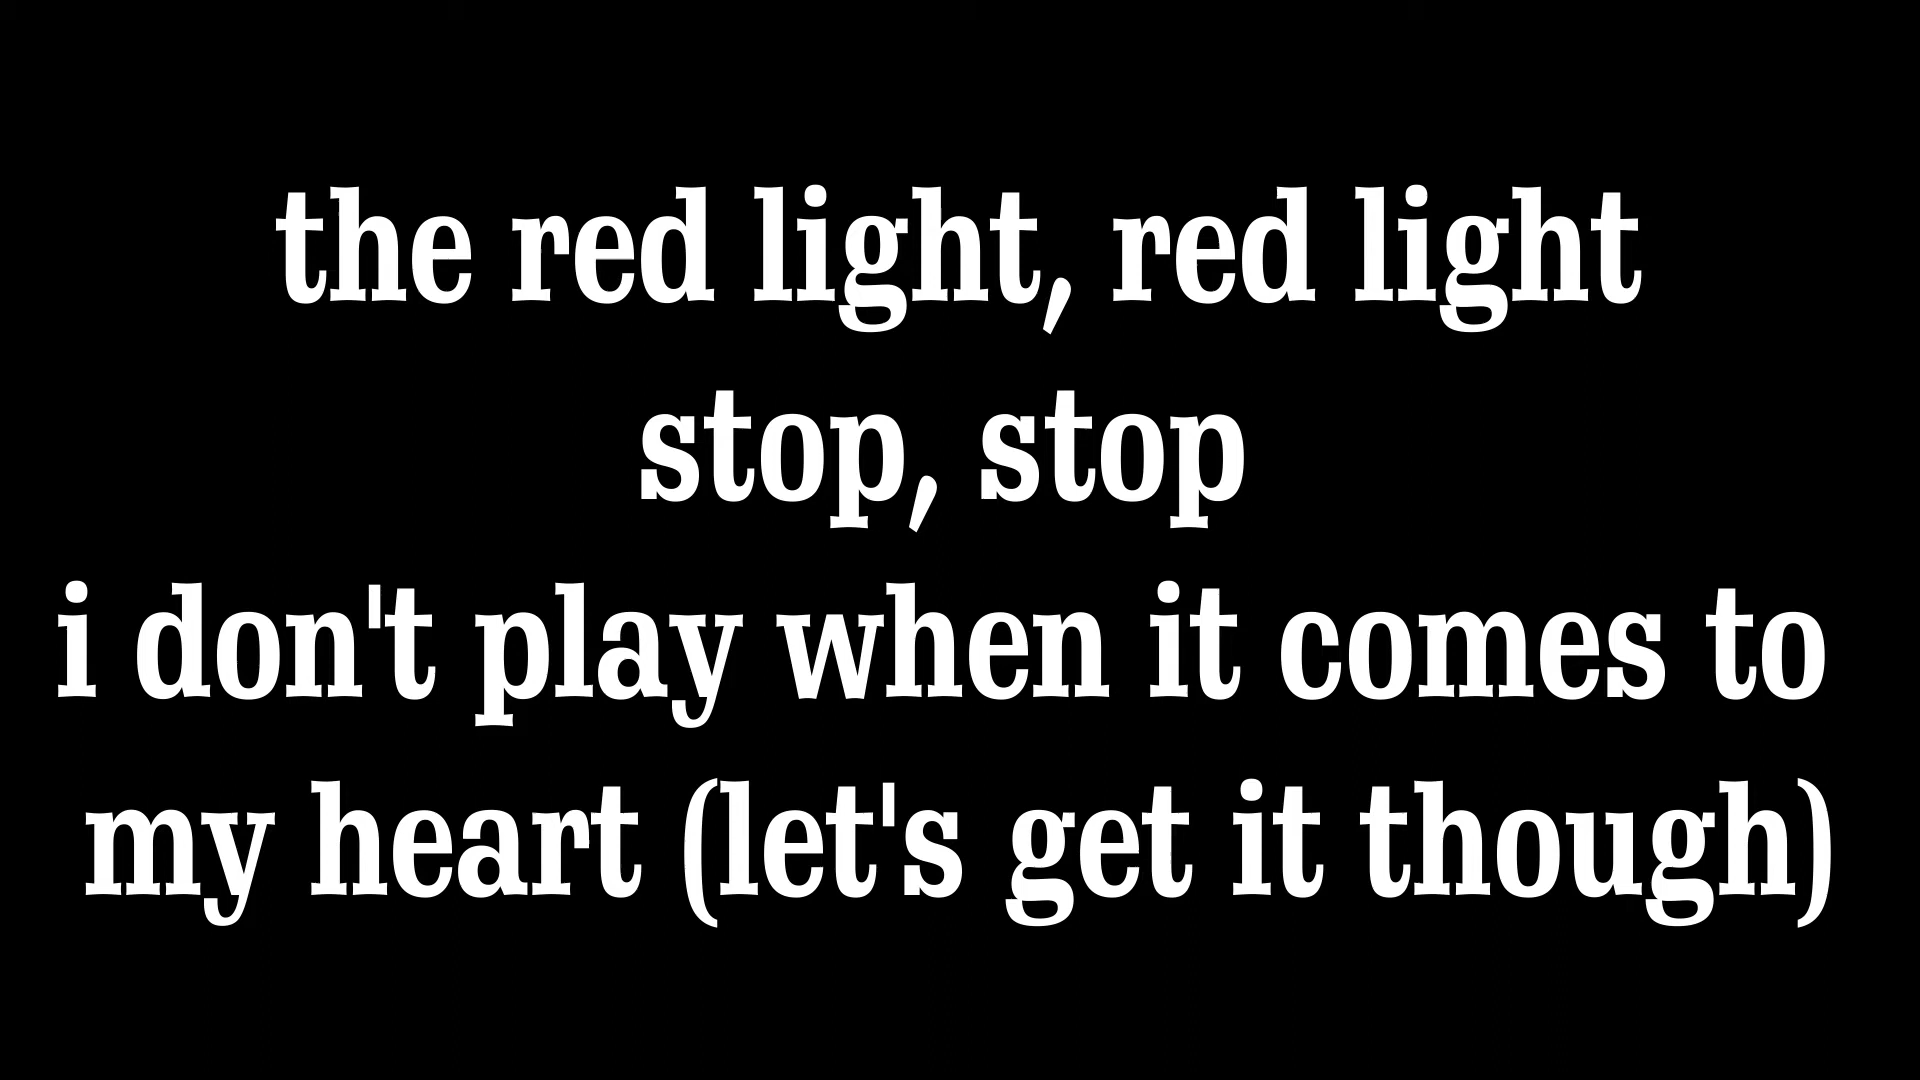 the red light, red light
stop, stop
i don't play when it comes to
my heart (let's get it though)